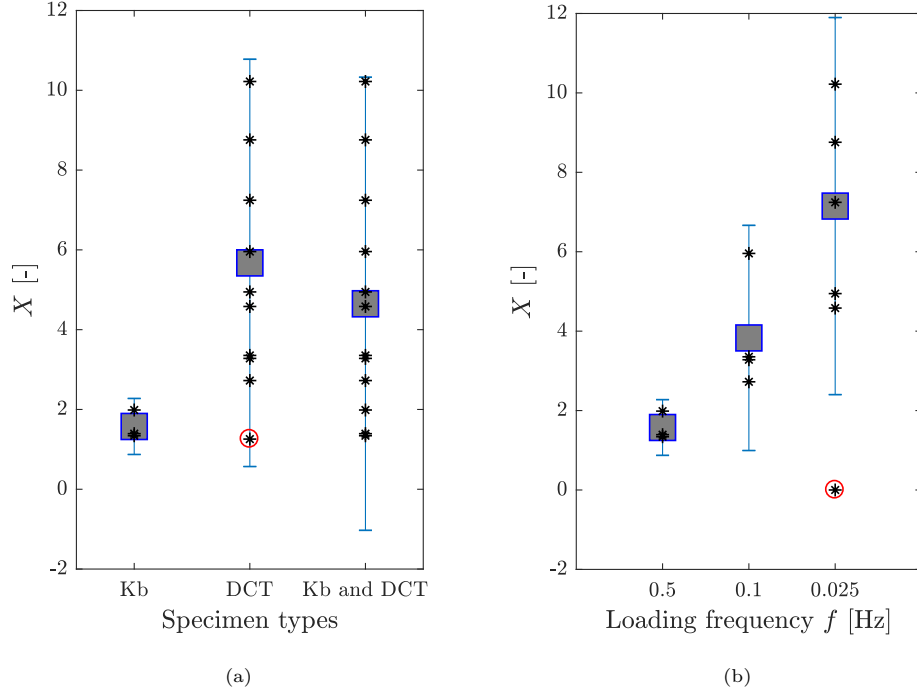 12
10
8
6
4
2
0
-2
X [-]
Kb
DCT
Kb and DCT
Specimen types
(a)
12
10
8
6
4
2
0
-2
X [-]
0.5
0.1
0.025
Loading frequency f [Hz]
(b)